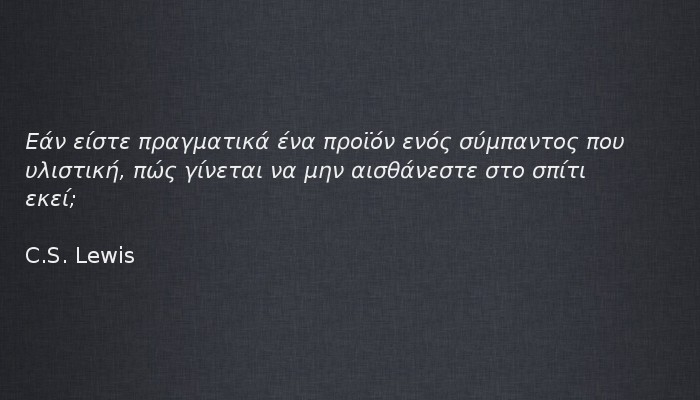 Εάν είστε πραγματικά ένα προϊόν ενός σύμπαντος που
υλιστική, πώς γίνεται να μην αισθάνεστε στο σπίτι
εκεί;
C.S. Lewis